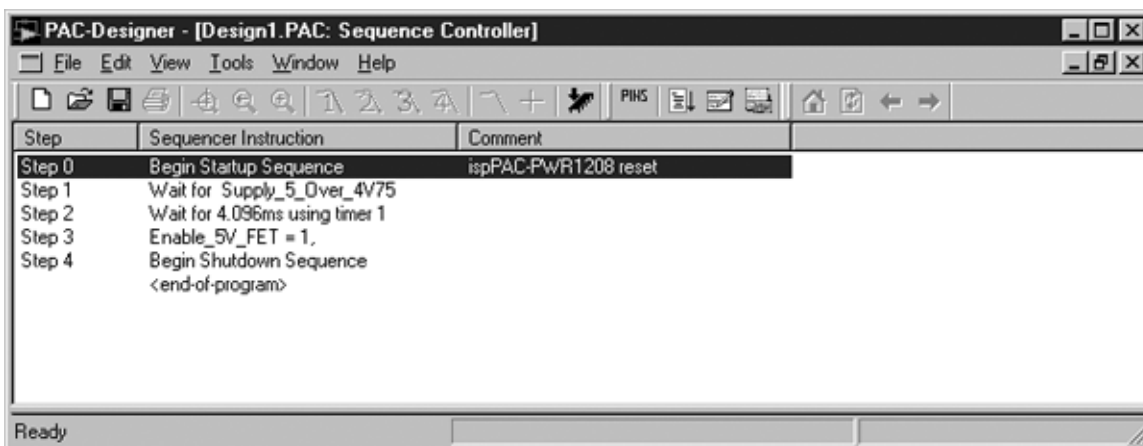 PAC-Designer - [Design1.PAC: Sequence Controller]
File Edit View Tools Window Help
PINS
Step Sequencer Instruction Comment
Step 0 Begin Startup Sequence ispPAC-PWR1208 reset
Step 1 Wait for Supply_5_Over_4V75
Step 2 Wait for 4.096ms using timer 1
Step 3 Enable_5V_FET = 1,
Step 4 Begin Shutdown Sequence
<end-of-program>
Ready